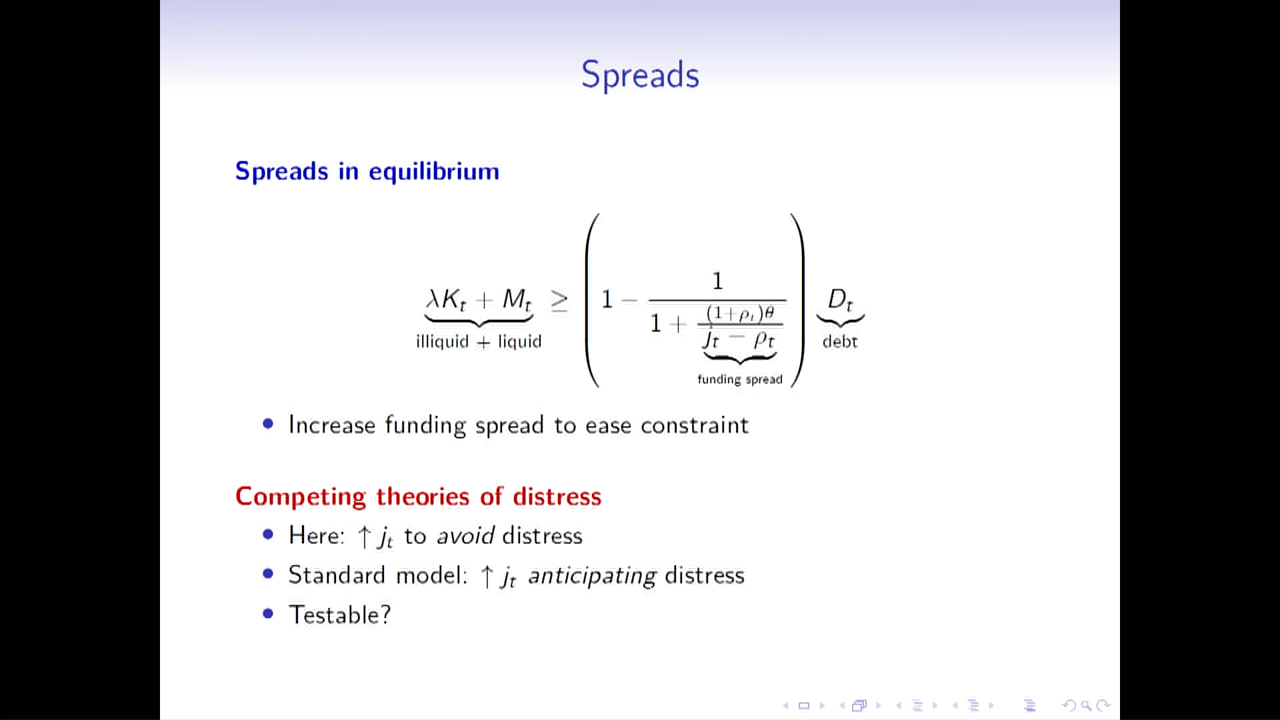 Spreads
Spreads in equilibrium
λK_t + M_t ≥ ( 1 − 1 / (1 + (1+ρ_t)θ / (j_t − ρ_t)) ) D_t
illiquid + liquid
funding spread
debt
• Increase funding spread to ease constraint
Competing theories of distress
• Here: ↑ j_t to avoid distress
• Standard model: ↑ j_t anticipating distress
• Testable?